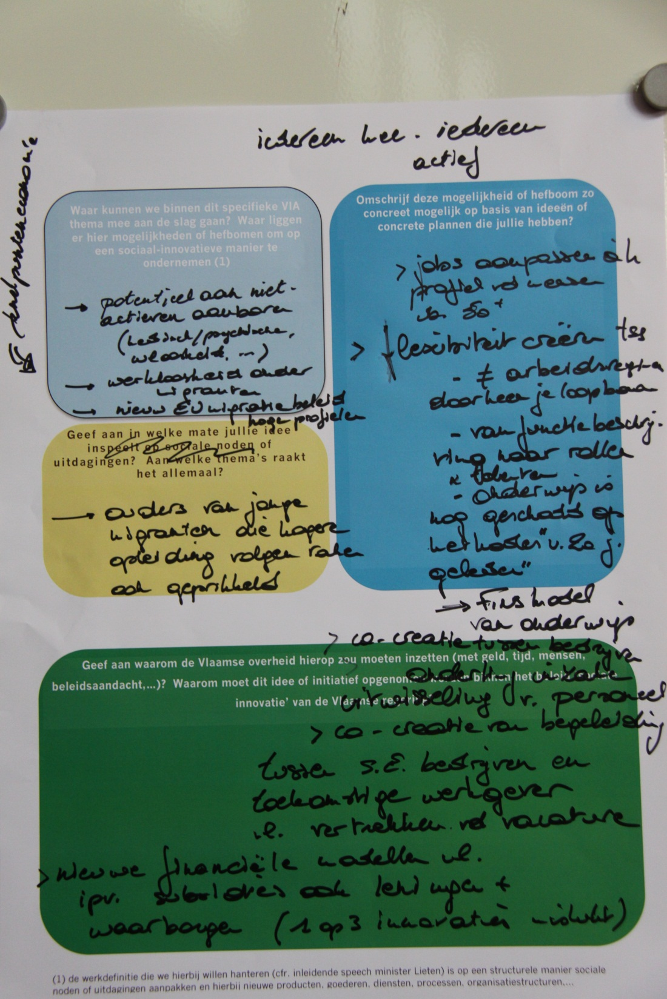 iedereen mee. iedereen
actief
knelpunteneconomie
Waar kunnen we binnen dit specifieke VIA
thema mee aan de slag gaan? Waar liggen
er hier mogelijkheden of hefbomen om op
een sociaal-innovatieve manier te
ondernemen (1)
→ potentieel aan niet-
actieven aanboren
(/psychische,
...)
→ werkloosheid onder
migranten
→ nieuw EU migratiebeleid
hoge profielen
Geef aan in welke mate jullie idee
inspeelt op sociale noden of
uitdagingen? Aan welke thema's raakt
het allemaal?
→ ouders van jonge
migranten die hogere
opleiding volgen raken
ook geprikkeld
Omschrijf deze mogelijkheid of hefboom zo
concreet mogelijk op basis van ideeën of
concrete plannen die jullie hebben?
> jobs aanpassen a/h
profiel vd mensen
50+
> flexibiliteit creëren tss
- ≠ arbeidsregimes
doorheen je loopbaan
- van functiebeschrij-
ving naar rollen
talenten
- onderwijs is
nog geschoeid op
"v. 20 j.
geleden"
→ Fins model
van onderwijs
> co-creatie tussen bedrijven
onderl.
uitwisseling v. personeel
> co-creatie van begeleiding
tussen S.E. bedrijven en
toekomstige werkgever
i.e. vertrekken vd vacature
Geef aan waarom de Vlaamse overheid hierop zou moeten inzetten (met geld, tijd, mensen,
beleidsaandacht,...)? Waarom moet dit idee of initiatief opgenomen worden binnen het beleid 'sociale
innovatie' van de Vlaamse regering?
> nieuwe financiële modellen
ipv. subsidies ook leningen +
waarborgen (1 op 3 innovaties mislukt)
(1) de werkdefinitie die we hierbij willen hanteren (cfr. inleidende speech minister Lieten) is op een structurele manier sociale
noden of uitdagingen aanpakken en hierbij nieuwe producten, goederen, diensten, processen, organisatiestructuren,...